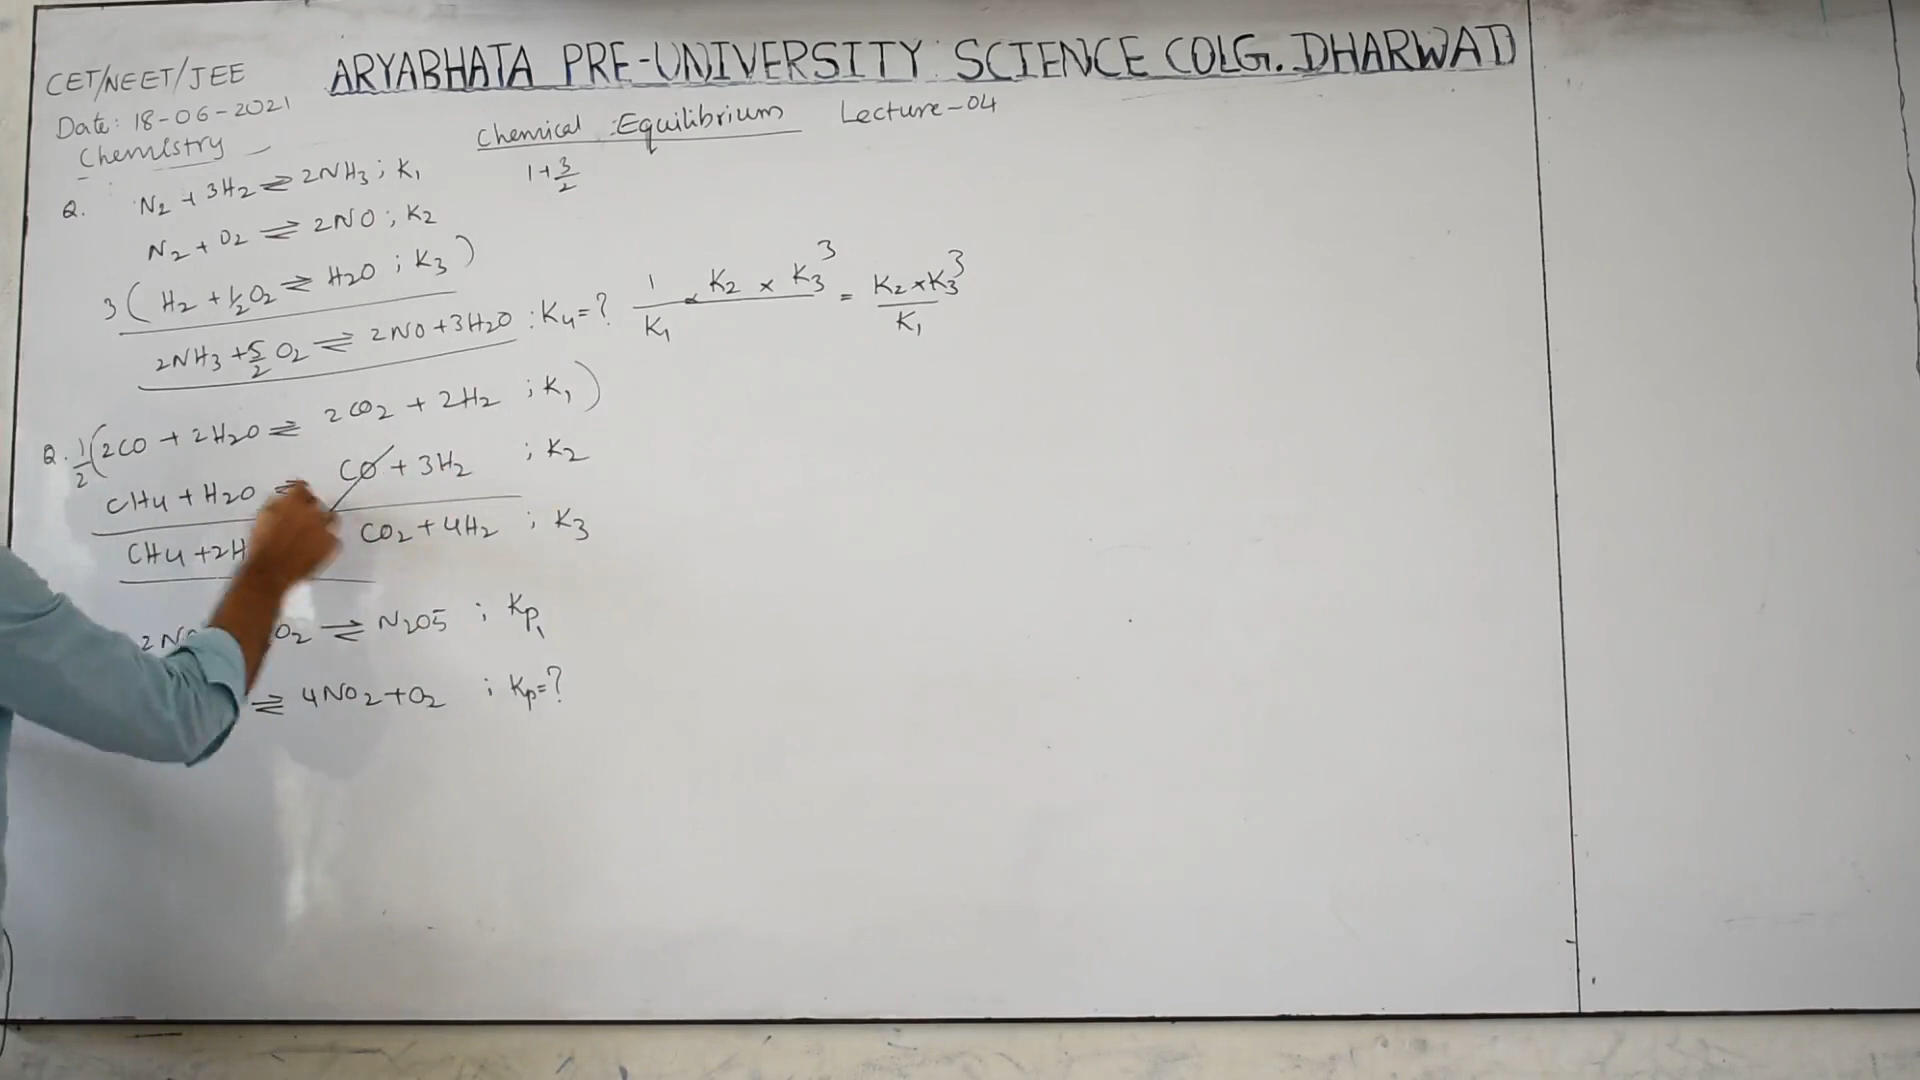 ARYABHATA PRE-UNIVERSITY SCIENCE COLG. DHARWAD
CET/NEET/JEE
Date: 18-06-2021
Chemistry
Chemical Equilibrium Lecture-04
1+3/2
Q. N2 + 3H2 ⇌ 2NH3 ; K1
N2 + O2 ⇌ 2NO ; K2
3(H2 + 1/2 O2 ⇌ H2O ; K3)
2NH3 + 5/2 O2 ⇌ 2NO + 3H2O : K4 = ? 1/K1 × K2 × K3^3 = K2 × K3^3 / K1
Q. 1/2 (2CO + 2H2O ⇌ 2CO2 + 2H2 ; K1)
CH4 + H2O ⇌ CO + 3H2 ; K2
CH4 + 2H CO2 + 4H2 ; K3
O2 ⇌ N2O5 ; Kp1
⇌ 4NO2 + O2 ; Kp = ?